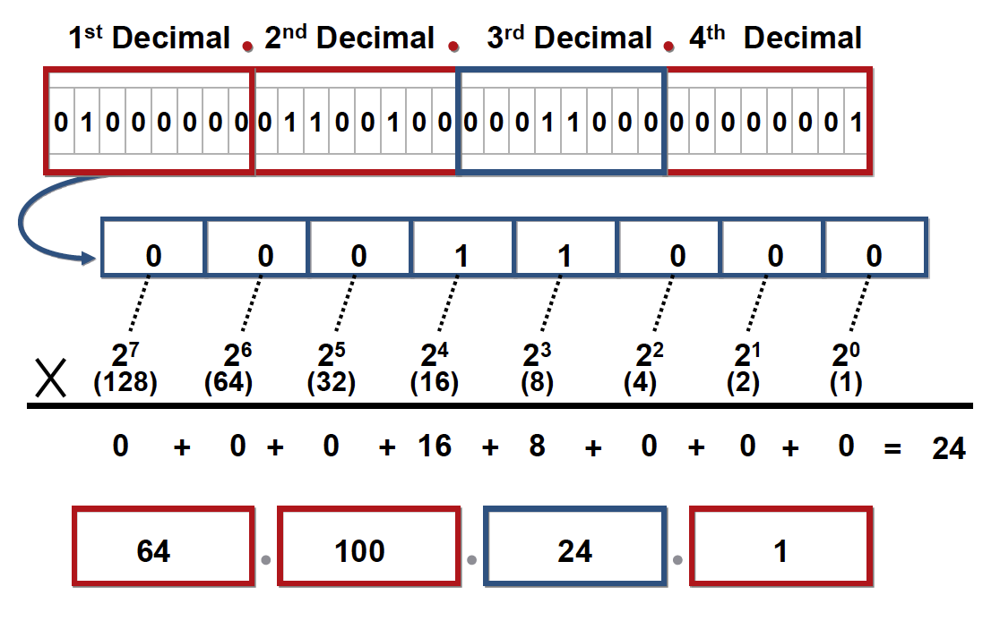 1st Decimal . 2nd Decimal . 3rd Decimal . 4th Decimal
0 1 0 0 0 0 0 0 0 1 1 0 0 1 0 0 0 0 0 1 1 0 0 0 0 0 0 0 0 0 0 1
0 0 0 1 1 0 0 0
2⁷ 2⁶ 2⁵ 2⁴ 2³ 2² 2¹ 2⁰
X (128) (64) (32) (16) (8) (4) (2) (1)
0 + 0 + 0 + 16 + 8 + 0 + 0 + 0 = 24
64 . 100 . 24 . 1